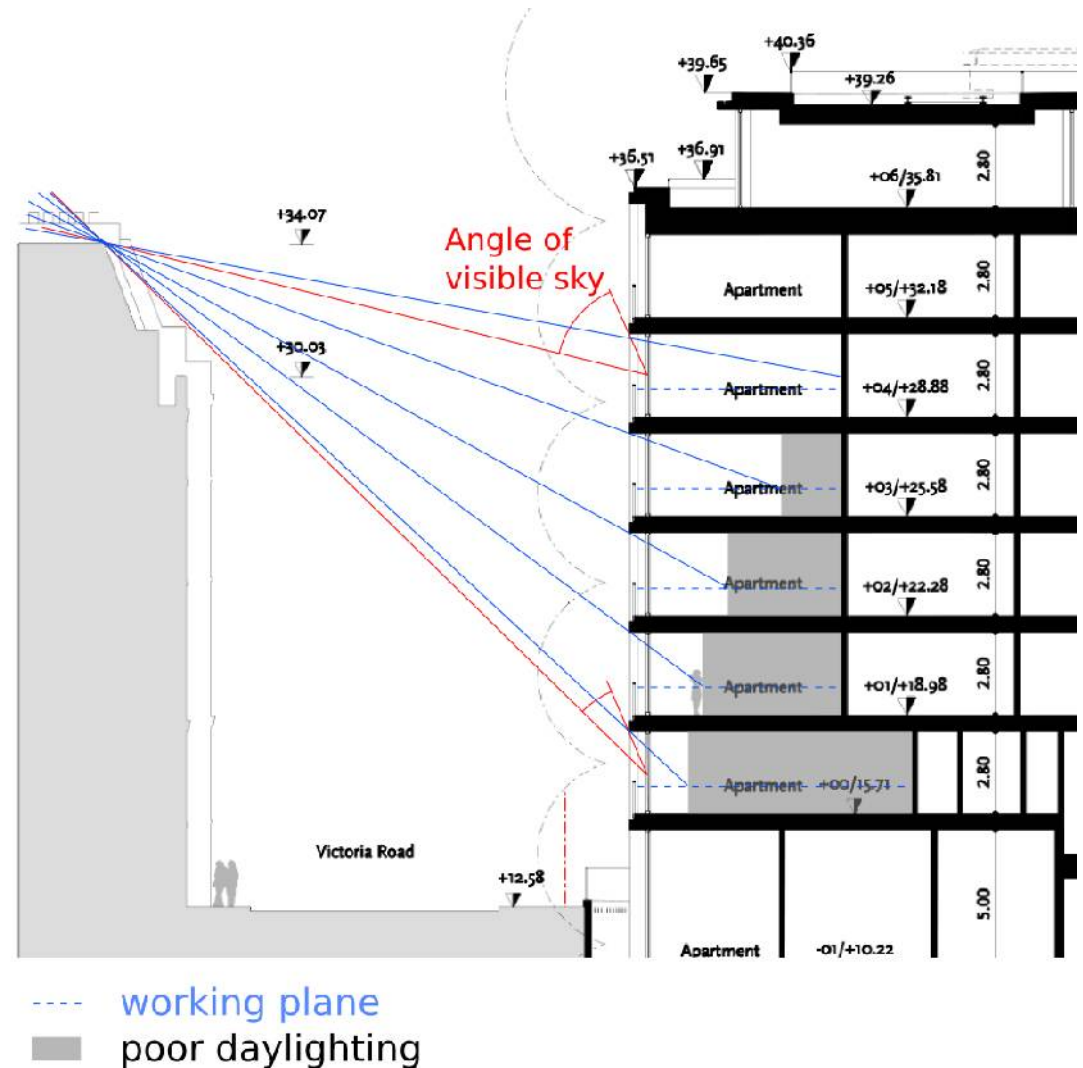 +40.36
+39.65
+39.26
+36.51
+36.91
+06/35.81
2.80
+34.07
Angle of
visible sky
Apartment
+05/+32.18
2.80
+30.03
Apartment
+04/+28.88
2.80
Apartment
+03/+25.58
2.80
Apartment
+02/+22.28
2.80
Apartment
+01/+18.98
2.80
Apartment
+00/15.71
2.80
Victoria Road
+12.58
5.00
Apartment
-01/+10.22
working plane
poor daylighting